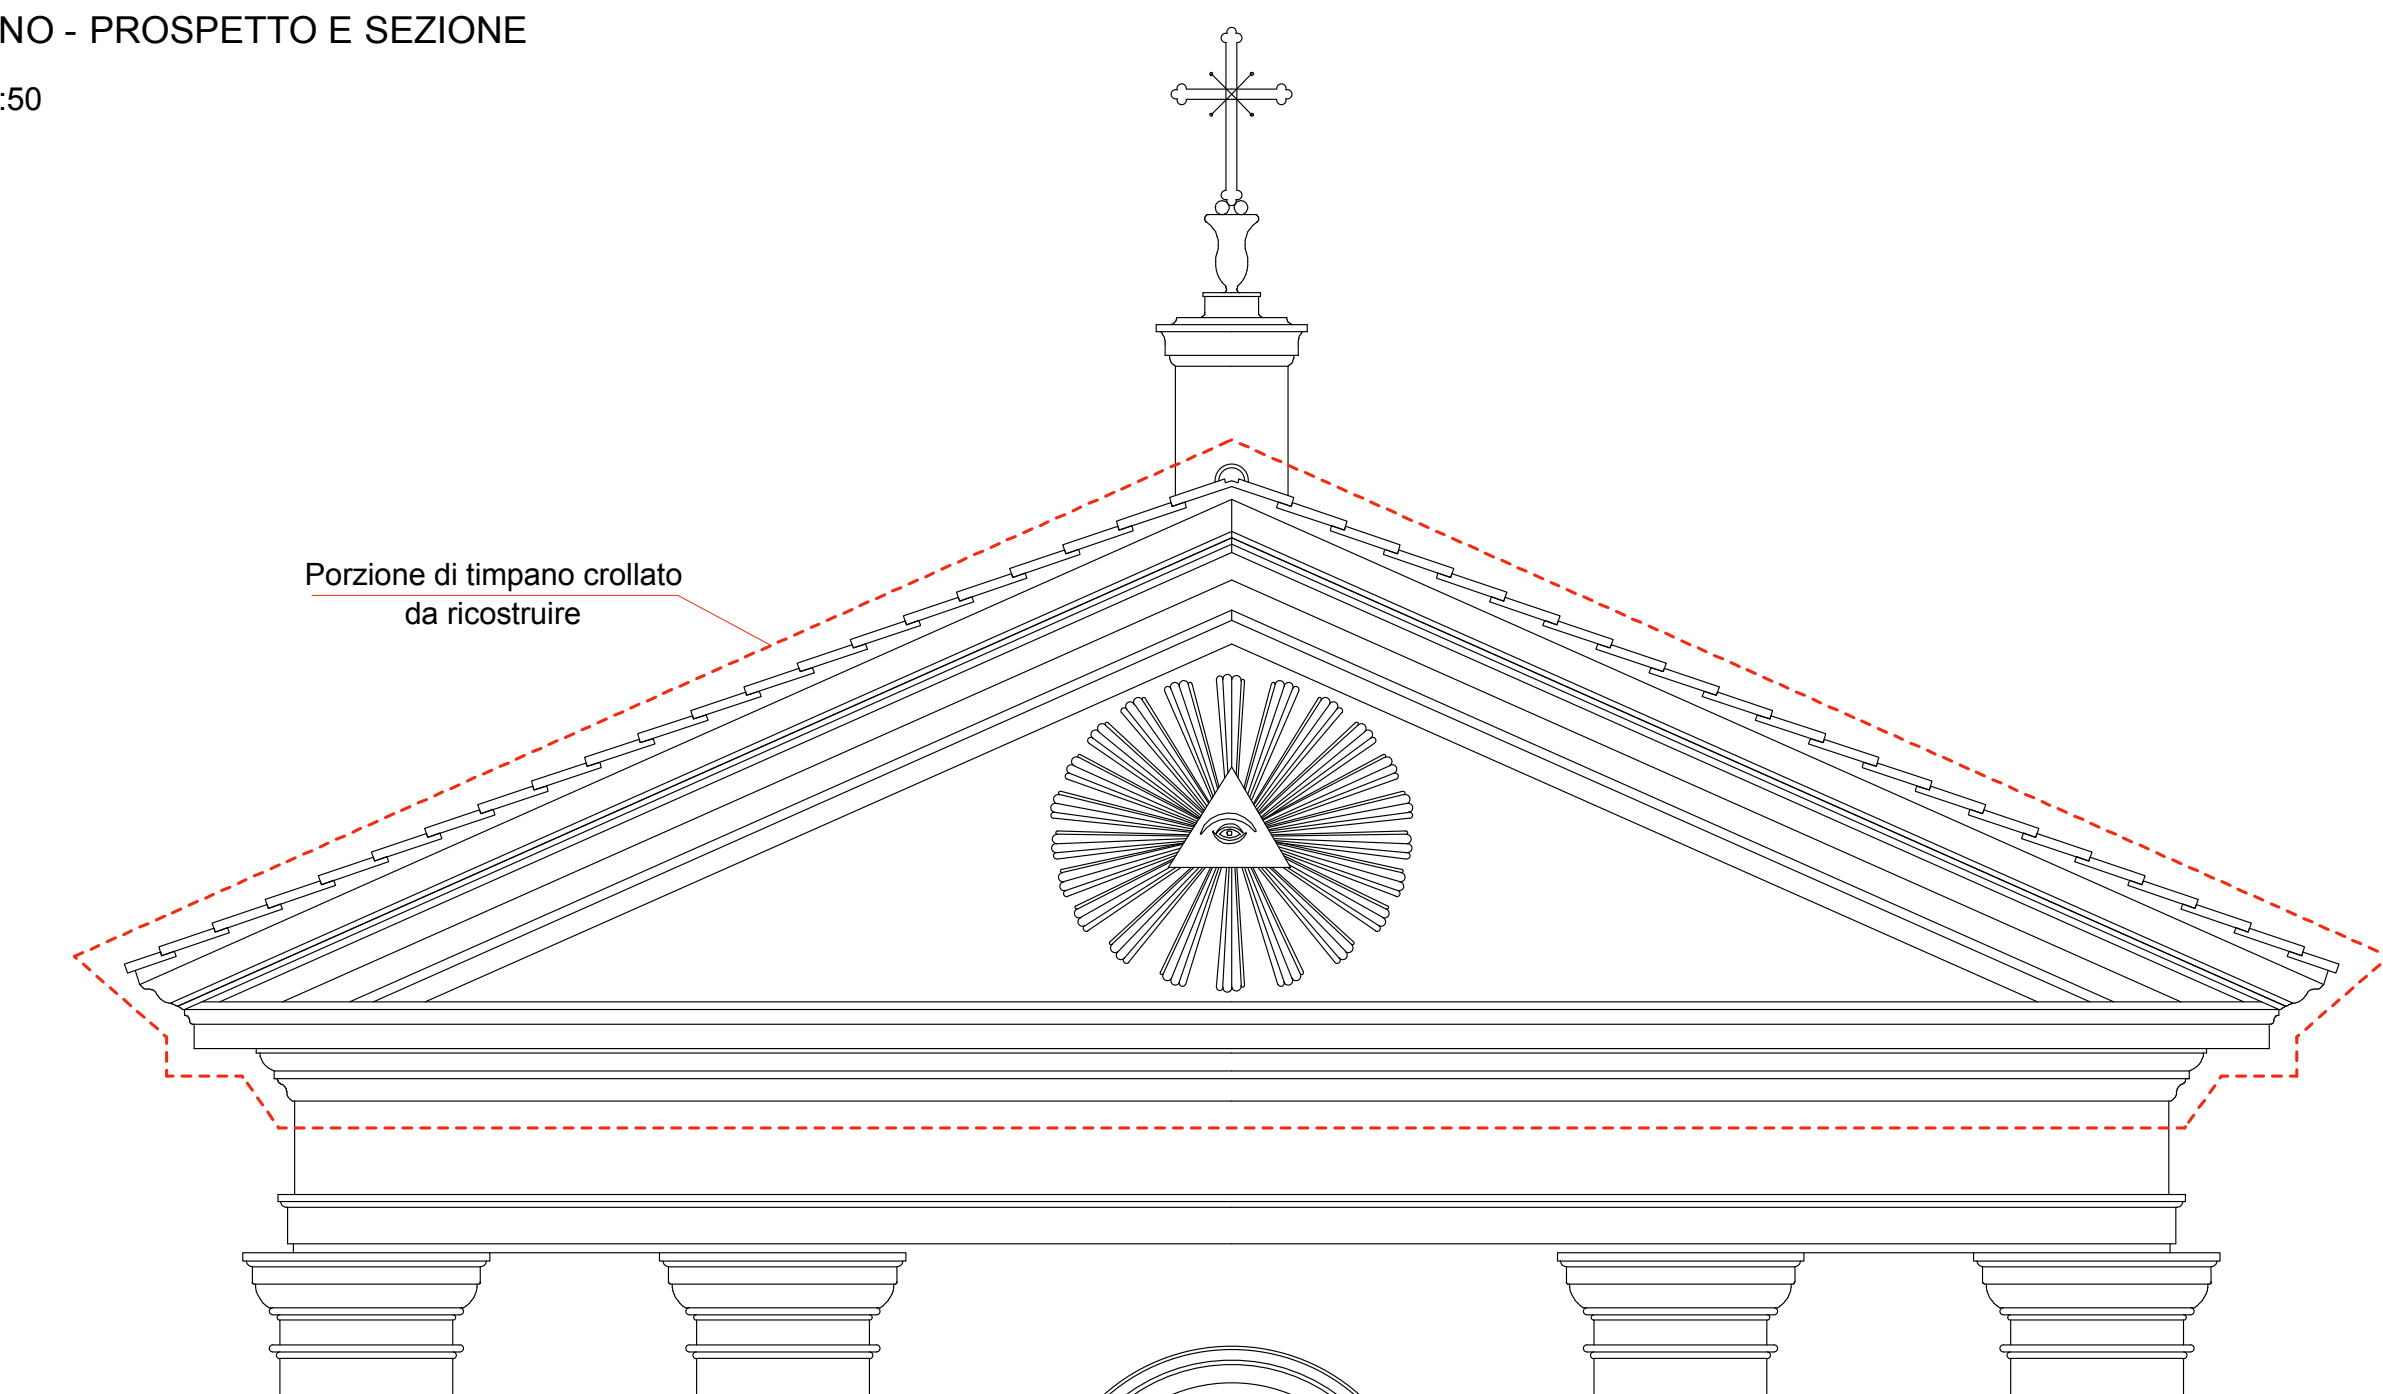 NO - PROSPETTO E SEZIONE
:50
Porzione di timpano crollato
da ricostruire